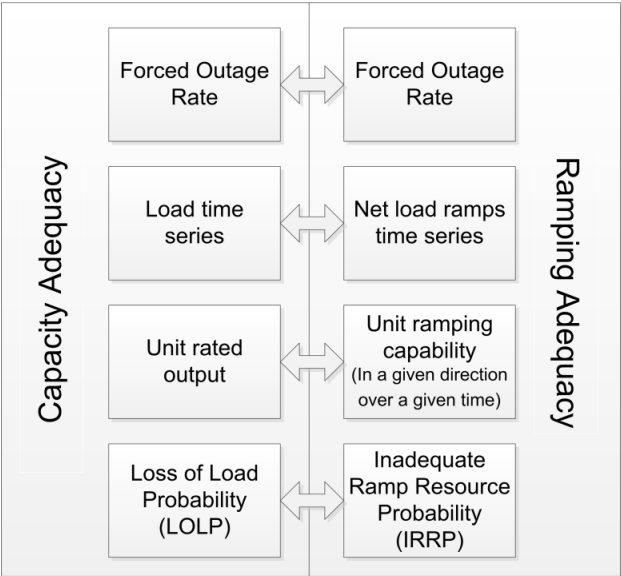 Capacity Adequacy
Forced Outage
Rate
Forced Outage
Rate
Load time
series
Net load ramps
time series
Unit rated
output
Unit ramping
capability
(In a given direction
over a given time)
Loss of Load
Probability
(LOLP)
Inadequate
Ramp Resource
Probability
(IRRP)
Ramping Adequacy